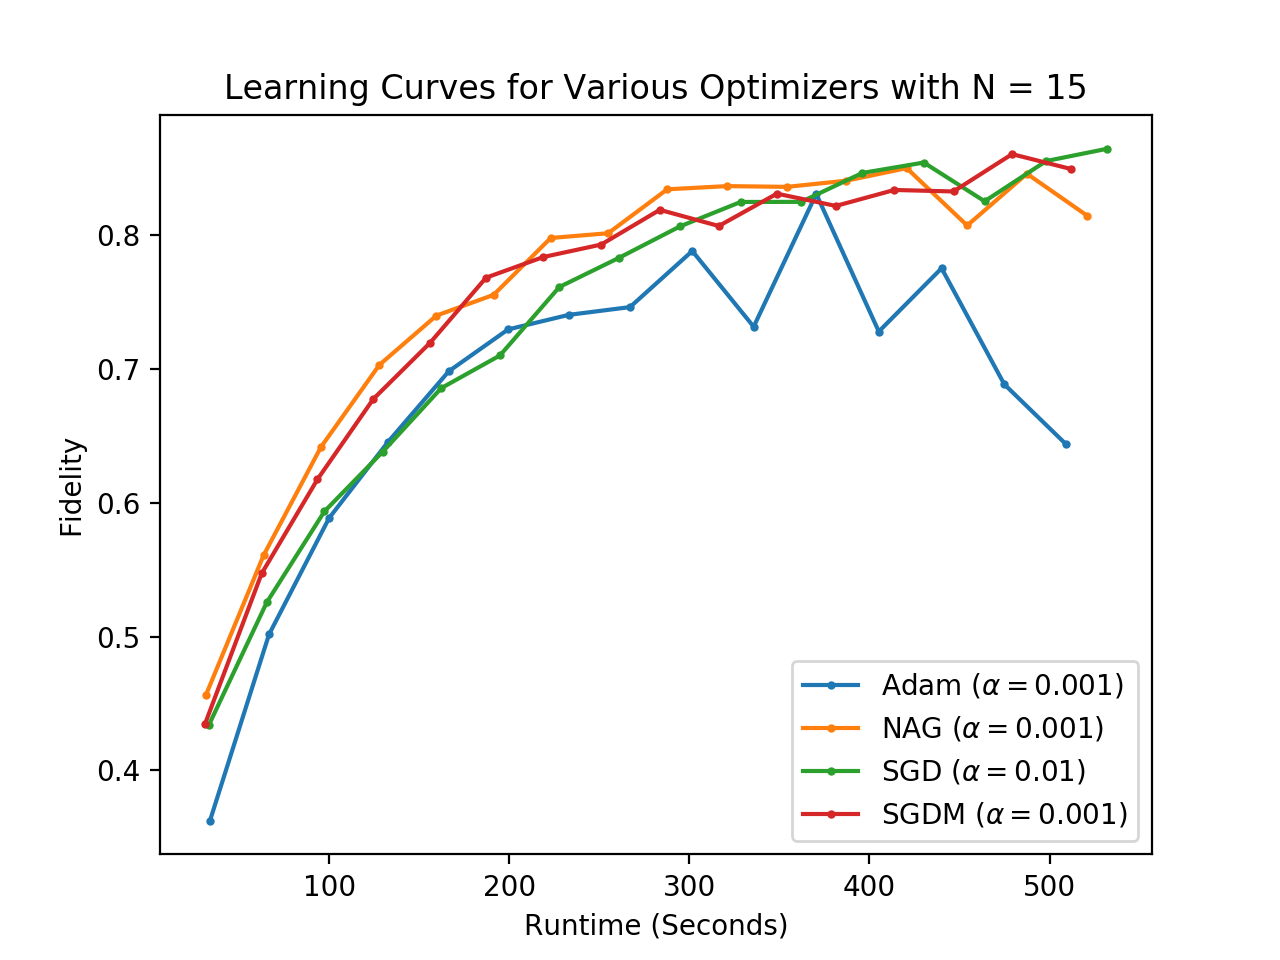 Learning Curves for Various Optimizers with N = 15
Fidelity
0.8
0.7
0.6
0.5
0.4
100 200 300 400 500
Runtime (Seconds)
Adam (α = 0.001)
NAG (α = 0.001)
SGD (α = 0.01)
SGDM (α = 0.001)